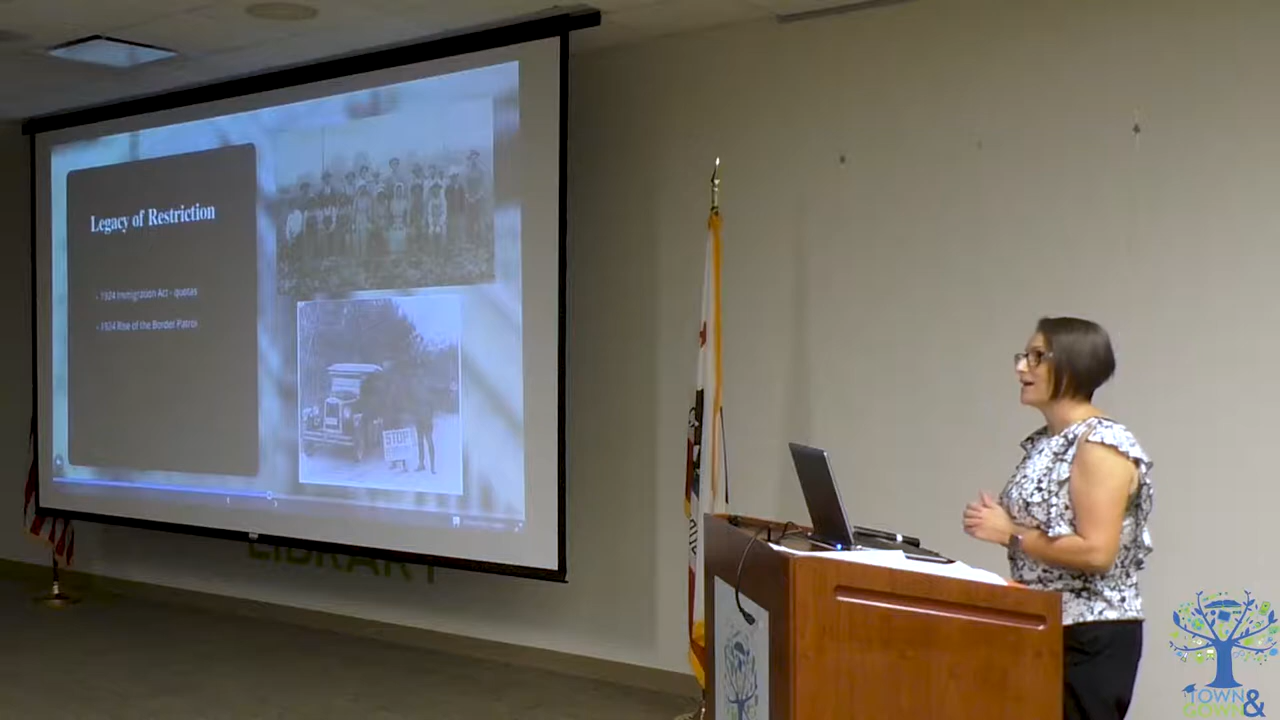 Legacy of Restriction
- 1924 Immigration Act - quotas
- 1924 Rise of the Border Patrol
STOP
LIBRARY
TOWN &
GOWN